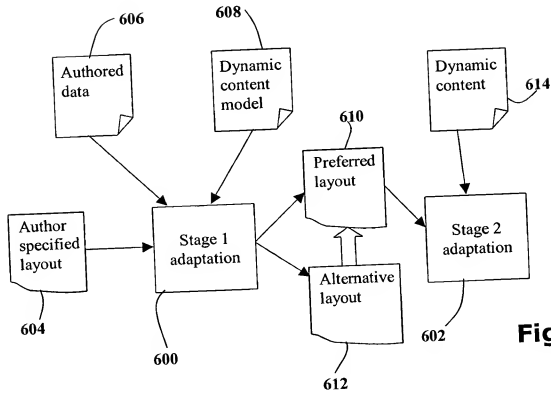 606
608
Authored
data
Dynamic
content
model
Dynamic
content
614
610
Preferred
layout
Author
specified
layout
Stage 1
adaptation
Stage 2
adaptation
Alternative
layout
604
600
612
602
Fig